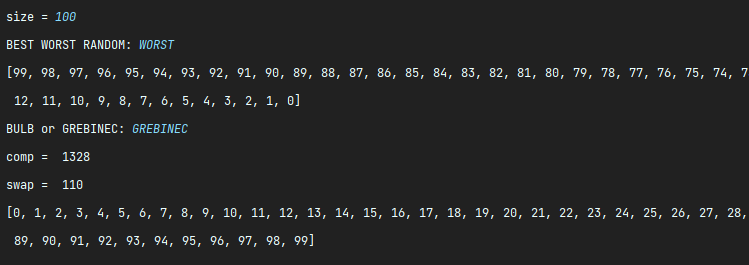 size = 100
BEST WORST RANDOM: WORST
[99, 98, 97, 96, 95, 94, 93, 92, 91, 90, 89, 88, 87, 86, 85, 84, 83, 82, 81, 80, 79, 78, 77, 76, 75, 74, 7
12, 11, 10, 9, 8, 7, 6, 5, 4, 3, 2, 1, 0]
BULB or GREBINEC: GREBINEC
comp =  1328
swap =  110
[0, 1, 2, 3, 4, 5, 6, 7, 8, 9, 10, 11, 12, 13, 14, 15, 16, 17, 18, 19, 20, 21, 22, 23, 24, 25, 26, 27, 28,
89, 90, 91, 92, 93, 94, 95, 96, 97, 98, 99]